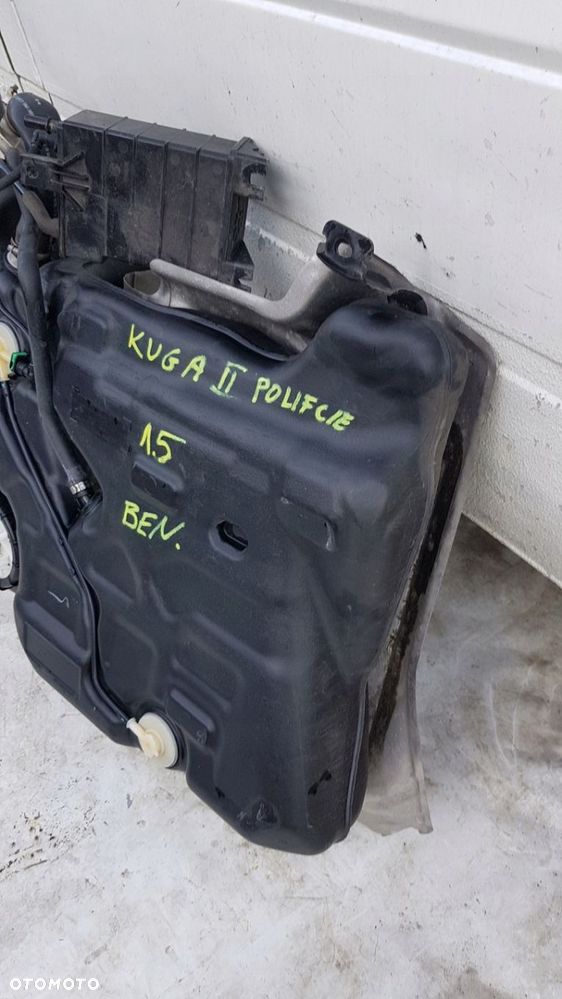 KUGA II POLIFCIE
1.5
BEN.
OTOMOTO